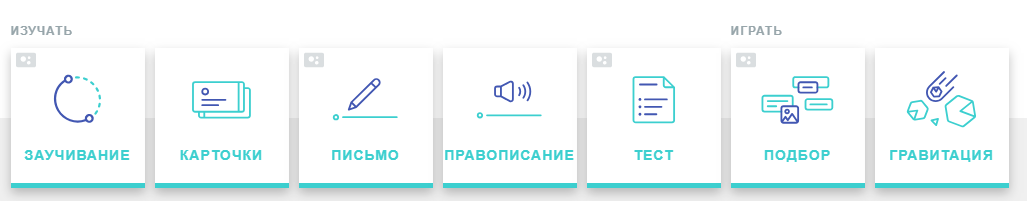 ИЗУЧАТЬ
ИГРАТЬ
ЗАУЧИВАНИЕ
КАРТОЧКИ
ПИСЬМО
ПРАВОПИСАНИЕ
ТЕСТ
ПОДБОР
ГРАВИТАЦИЯ